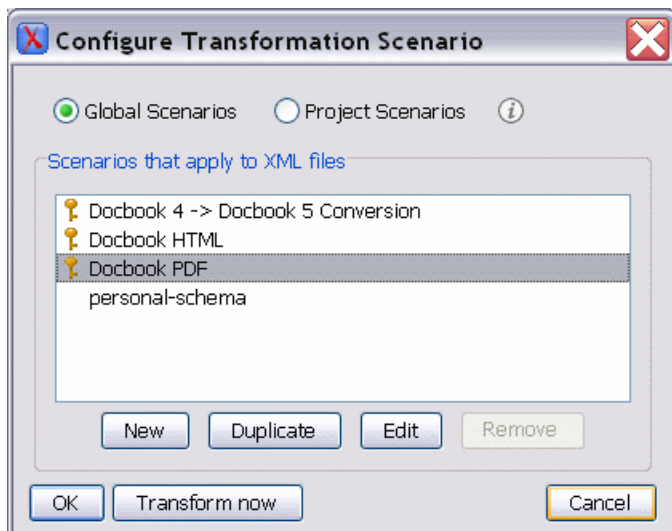 Configure Transformation Scenario
Global Scenarios Project Scenarios
Scenarios that apply to XML files
Docbook 4 -> Docbook 5 Conversion
Docbook HTML
Docbook PDF
personal-schema
New Duplicate Edit Remove
OK Transform now Cancel